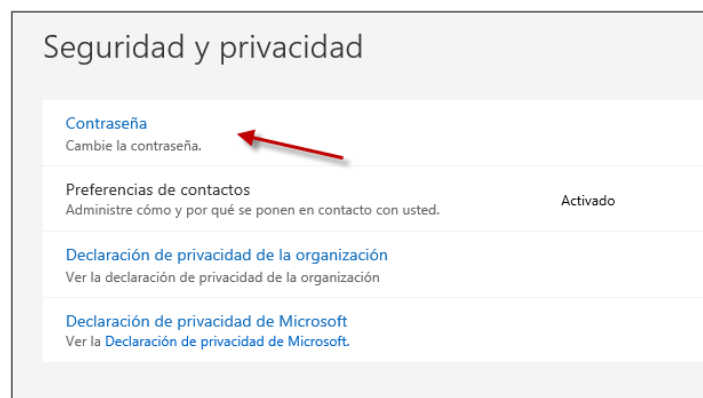 Seguridad y privacidad
Contraseña
Cambie la contraseña.
Preferencias de contactos
Administre cómo y por qué se ponen en contacto con usted.
Activado
Declaración de privacidad de la organización
Ver la declaración de privacidad de la organización
Declaración de privacidad de Microsoft
Ver la Declaración de privacidad de Microsoft.